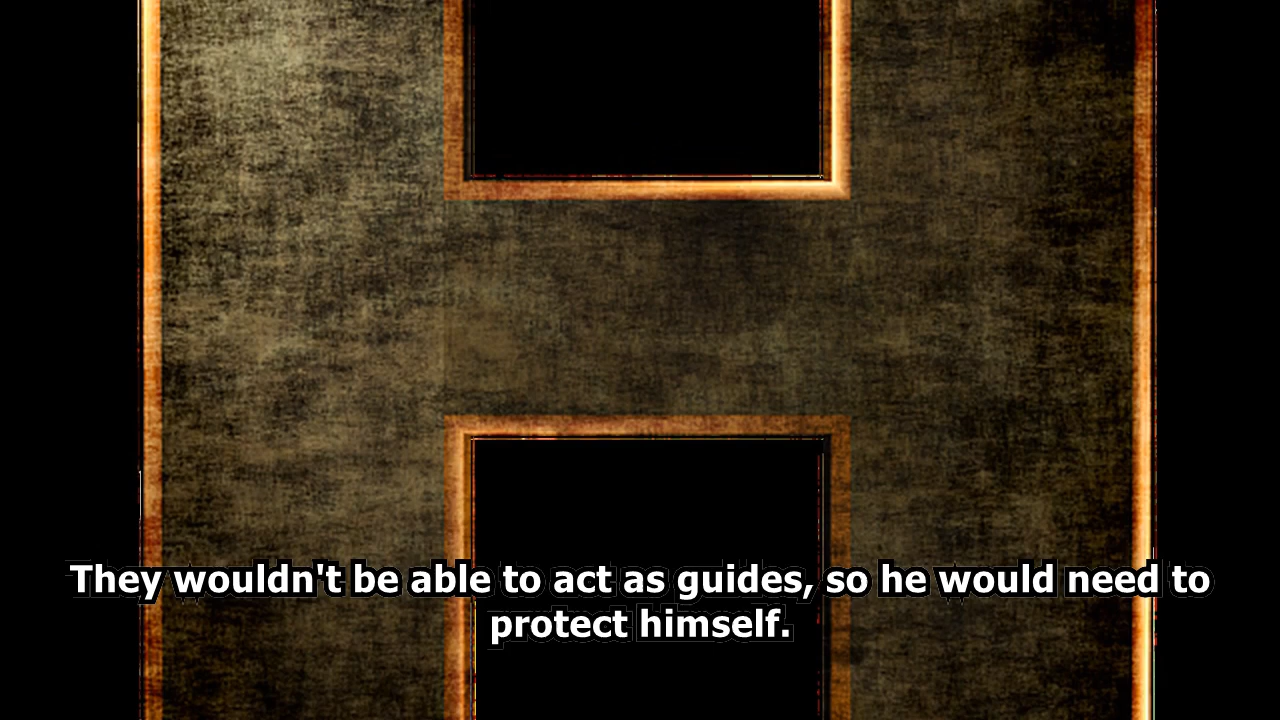 H
They wouldn't be able to act as guides, so he would need to
protect himself.